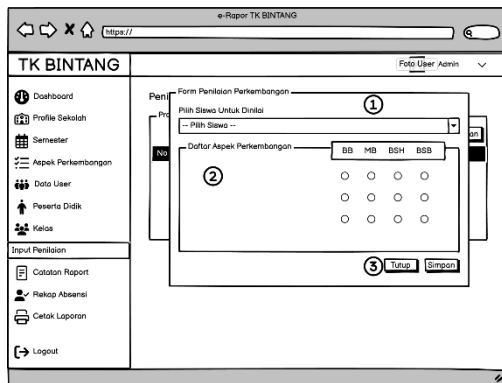 e-Rapor TK BINTANG
https://
TK BINTANG
Foto User Admin
Dashboard
Profile Sekolah
Semester
Aspek Perkembangan
Data User
Peserta Didik
Kelas
Input Penilaian
Catatan Raport
Rekap Absensi
Cetak Laporan
Logout
Peni
Pro
No
an
Form Penilaian Perkembangan
1
Pilih Siswa Untuk Dinilai
-- Pilih Siswa --
Daftar Aspek Perkembangan
BB MB BSH BSB
2
3 Tutup Simpan